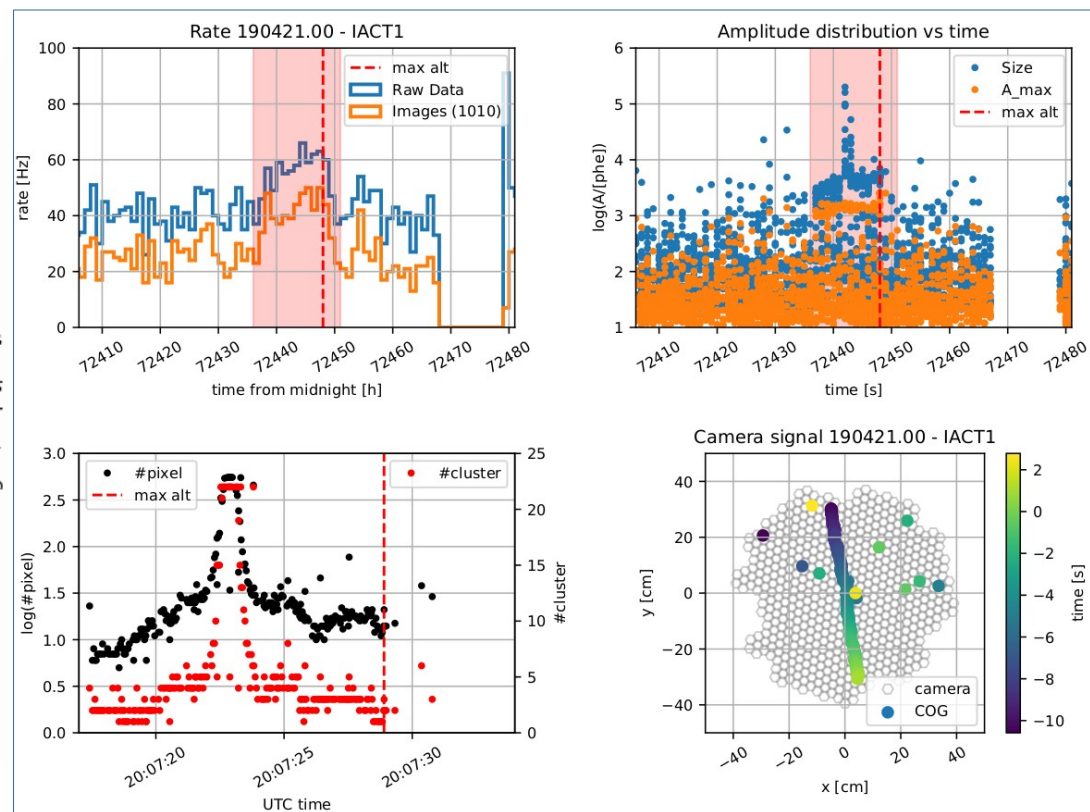 Rate 190421.00 - IACT1
100
80
60
40
20
0
rate [Hz]
max alt
Raw Data
Images (1010)
72410
72420
72430
72440
72450
72460
72470
72480
time from midnight [h]
Amplitude distribution vs time
6
5
4
3
2
1
log(A/[phe])
Size
A_max
max alt
72410
72420
72430
72440
72450
72460
72470
72480
time [s]
3.0
2.5
2.0
1.5
1.0
0.5
0.0
log(#pixel)
#pixel
max alt
#cluster
25
20
15
10
5
0
#cluster
20:07:20
20:07:25
20:07:30
UTC time
Camera signal 190421.00 - IACT1
40
20
0
−20
−40
y [cm]
camera
COG
−40
−20
0
20
40
x [cm]
2
0
−2
−4
−6
−8
−10
time [s]